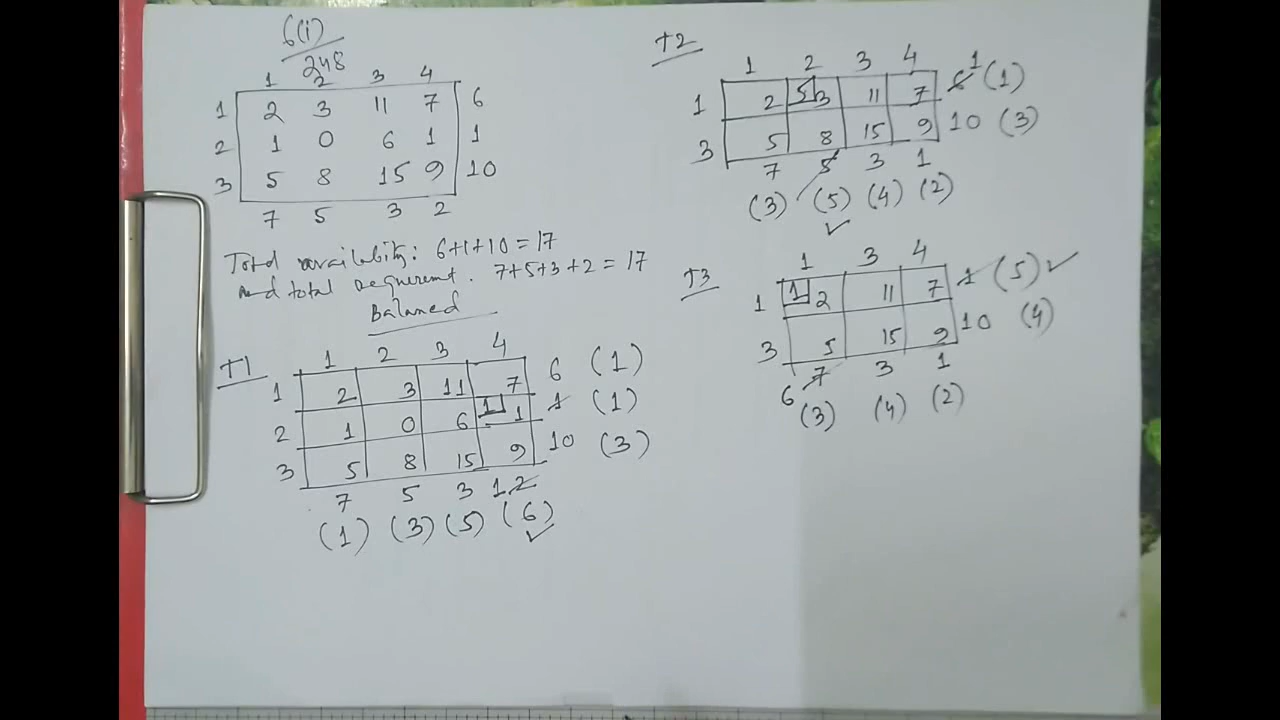 6(i)
248
1 2 3 4
1 2 3 11 7 6
2 1 0 6 1 1
3 5 8 15 9 10
7 5 3 2
Total availability: 6+1+10=17
and total requirement. 7+5+3+2=17
Balanced
T1
1 2 3 4
1 2 3 11 7 6 (1)
2 1 0 6 1 1 1 (1)
3 5 8 15 9 10 (3)
7 5 3 1 2
(1) (3) (5) (6)
✓
T2
1 2 3 4
1 2 5 3 11 7 6 1 (1)
3 5 8 15 9 10 (3)
7 5 3 1
(3) (5) (4) (2)
✓
T3
1 3 4
1 1 2 11 7 1 (5) ✓
3 5 15 9 10 (4)
6 7 3 1
(3) (4) (2)